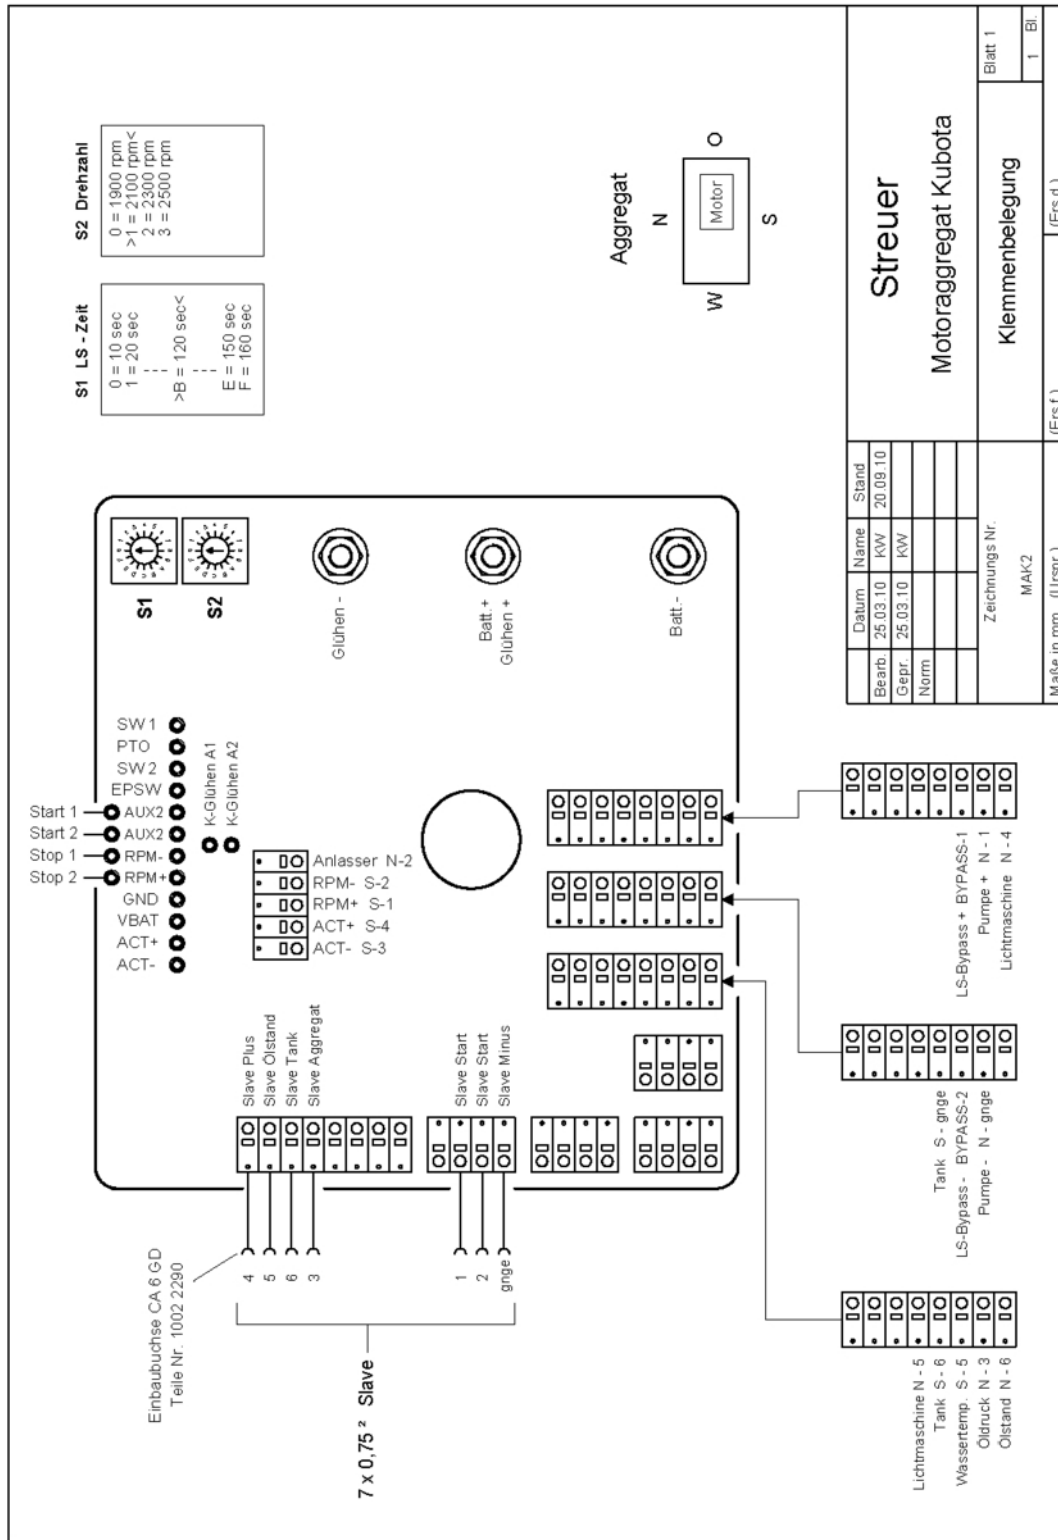 Einbaubuchse CA 6 GD
Teile Nr. 1002 2290
7 x 0,75 ² Slave
4
5
6
3
1
2
gnge
Slave Plus
Slave Ölstand
Slave Tank
Slave Aggregat
Slave Start
Slave Start
Slave Minus
Start 1
Start 2
Stop 1
Stop 2
SW1
PTO
SW2
EPSW
AUX2
AUX2
RPM-
RPM+
GND
VBAT
ACT+
ACT-
K-Glühen A1
K-Glühen A2
Anlasser N-2
RPM- S-2
RPM+ S-1
ACT+ S-4
ACT- S-3
S1
S2
Glühen -
Batt.+
Glühen +
Batt.-
S1 LS - Zeit
0 = 10 sec
1 = 20 sec
----
>B = 120 sec<
----
E = 150 sec
F = 160 sec
S2 Drehzahl
0 = 1900 rpm
>1 = 2100 rpm<
2 = 2300 rpm
3 = 2500 rpm
Aggregat
N
W
Motor
O
S
Lichtmaschine N - 5
Tank S - 6
Wassertemp. S - 5
Öldruck N - 3
Ölstand N - 6
Tank S - gnge
LS-Bypass - BYPASS-2
Pumpe - N - gnge
LS-Bypass + BYPASS-1
Pumpe + N - 1
Lichtmaschine N - 4
Datum Name Stand
Bearb. 25.03.10 KW 20.09.10
Gepr. 25.03.10 KW
Norm
Streuer
Motoraggregat Kubota
Zeichnungs Nr.
MAK2
Klemmenbelegung
Blatt 1
1 Bl.
Maße in mm (Urspr.)
(Ers.f.)
(Ers.d.)